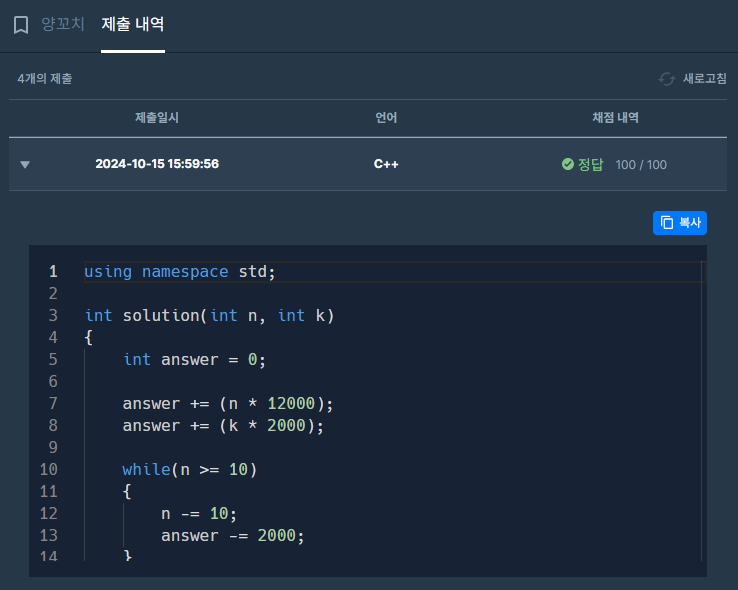 양꼬치 제출 내역
4개의 제출 새로고침
제출일시 언어 채점 내역
2024-10-15 15:59:56 C++ 정답 100 / 100
복사
1 using namespace std;
2
3 int solution(int n, int k)
4 {
5 int answer = 0;
6
7 answer += (n * 12000);
8 answer += (k * 2000);
9
10 while(n >= 10)
11 {
12 n -= 10;
13 answer -= 2000;
14 }